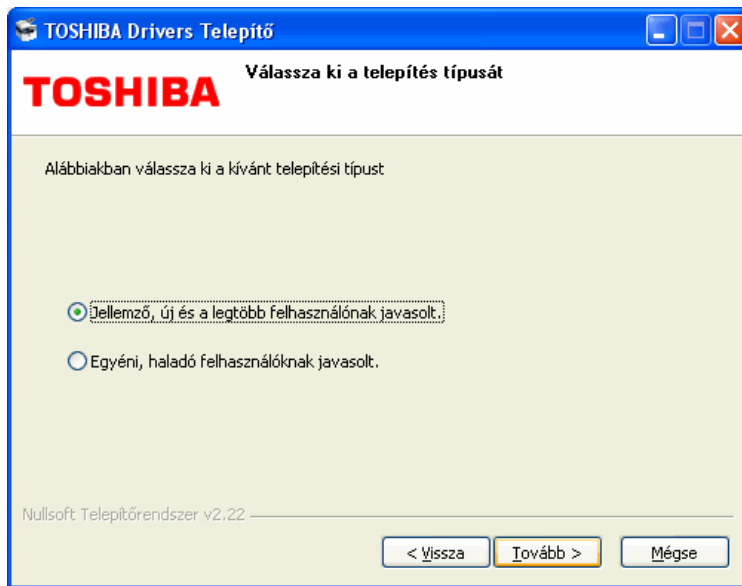 TOSHIBA Drivers Telepítő
Válassza ki a telepítés típusát
TOSHIBA
Alábbiakban válassza ki a kívánt telepítési típust
Jellemző, új és a legtöbb felhasználónak javasolt.
Egyéni, haladó felhasználóknak javasolt.
Nullsoft Telepítőrendszer v2.22
< Vissza
Tovább >
Mégse